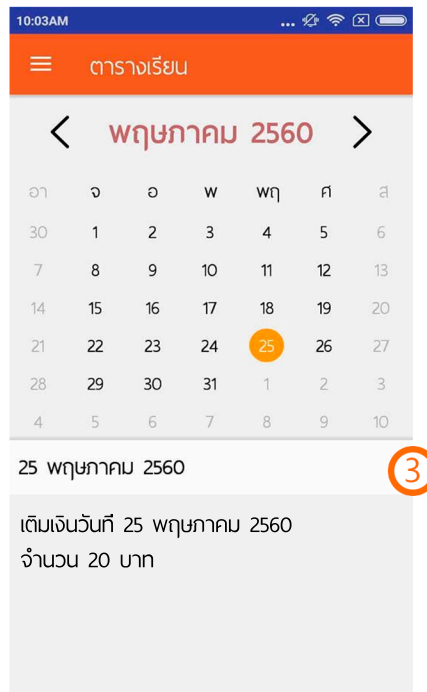 10:03AM ...
ตารางเรียน
พฤษภาคม 2560
อา จ อ พ พฤ ศ ส
30 1 2 3 4 5 6
7 8 9 10 11 12 13
14 15 16 17 18 19 20
21 22 23 24 25 26 27
28 29 30 31 1 2 3
4 5 6 7 8 9 10
25 พฤษภาคม 2560
3
เติมเงินวันที่ 25 พฤษภาคม 2560
จำนวน 20 บาท